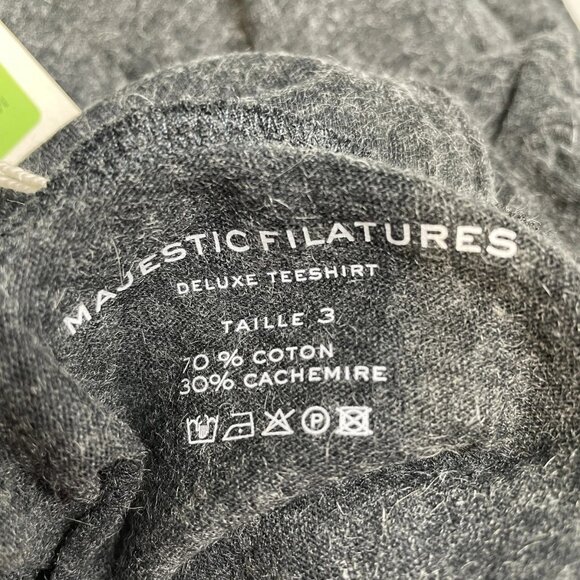 MAJESTIC FILATURES
DELUXE TEESHIRT
TAILLE 3
70 % COTON
30% CACHEMIRE
P